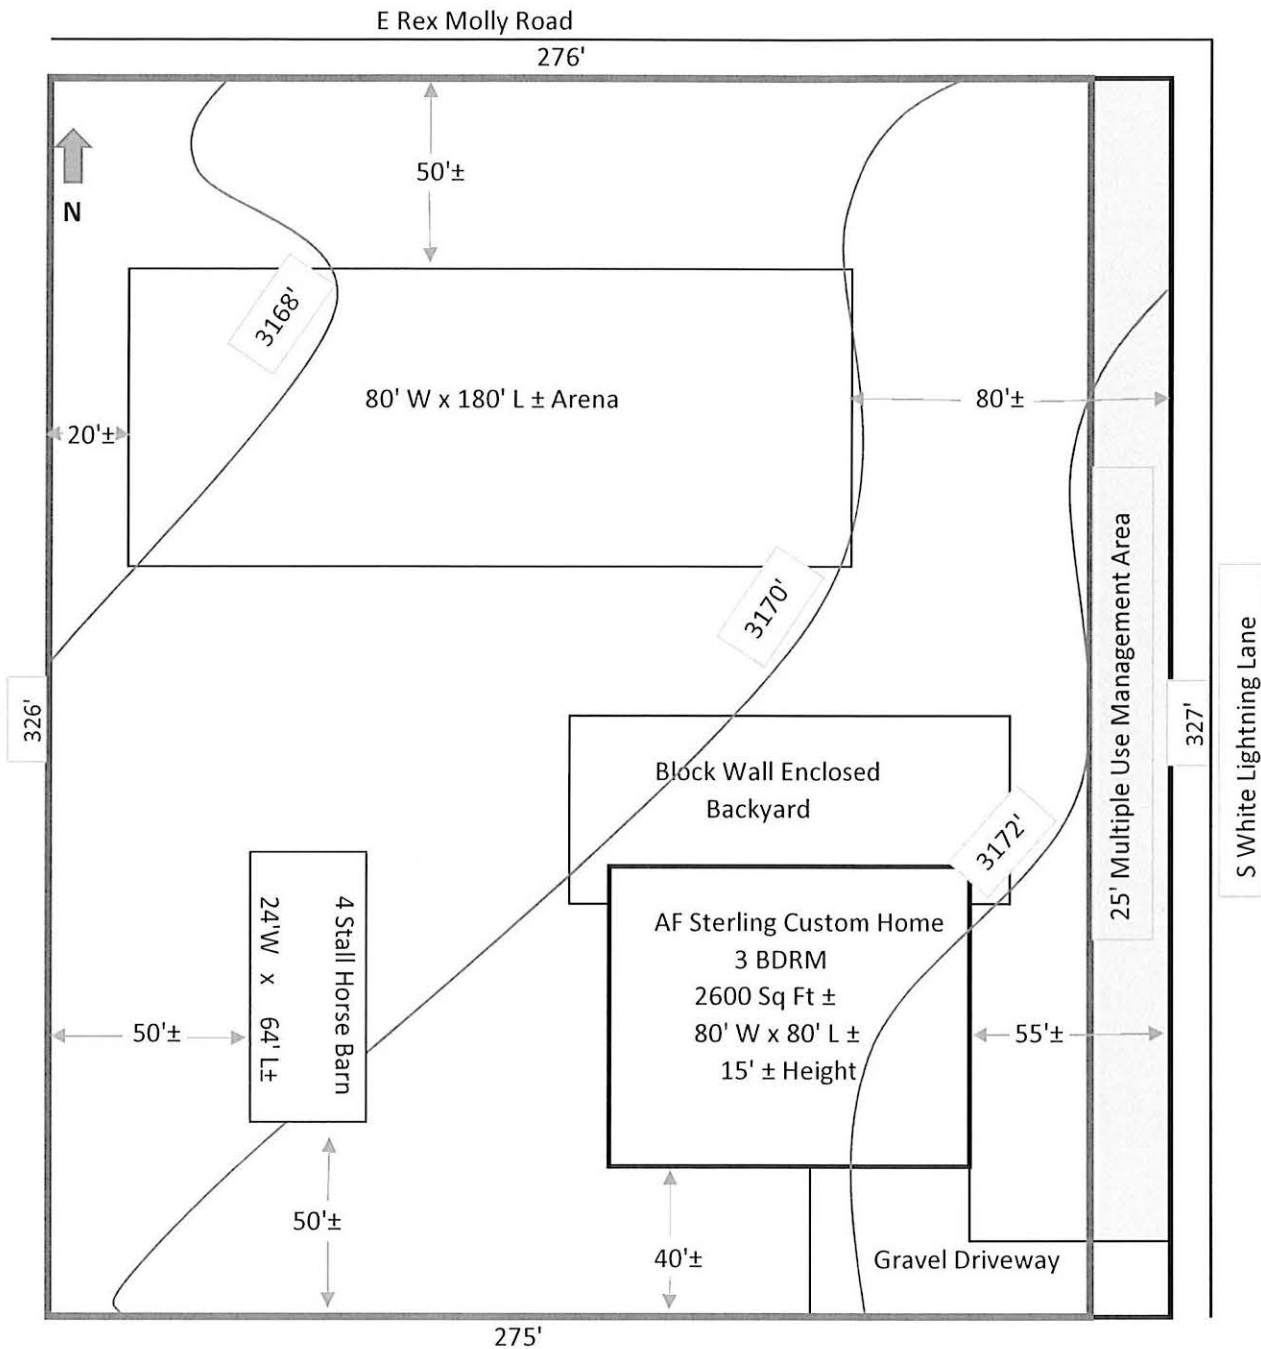 E Rex Molly Road
276'
50'±
N
3168'
80' W x 180' L ± Arena
80'±
20'±
3170'
25' Multiple Use Management Area
326'
327'
S White Lightning Lane
Block Wall Enclosed
Backyard
3172'
4 Stall Horse Barn
24'W x 64' L±
AF Sterling Custom Home
3 BDRM
2600 Sq Ft ±
80' W x 80' L ±
15' ± Height
50'±
55'±
50'±
40'±
Gravel Driveway
275'